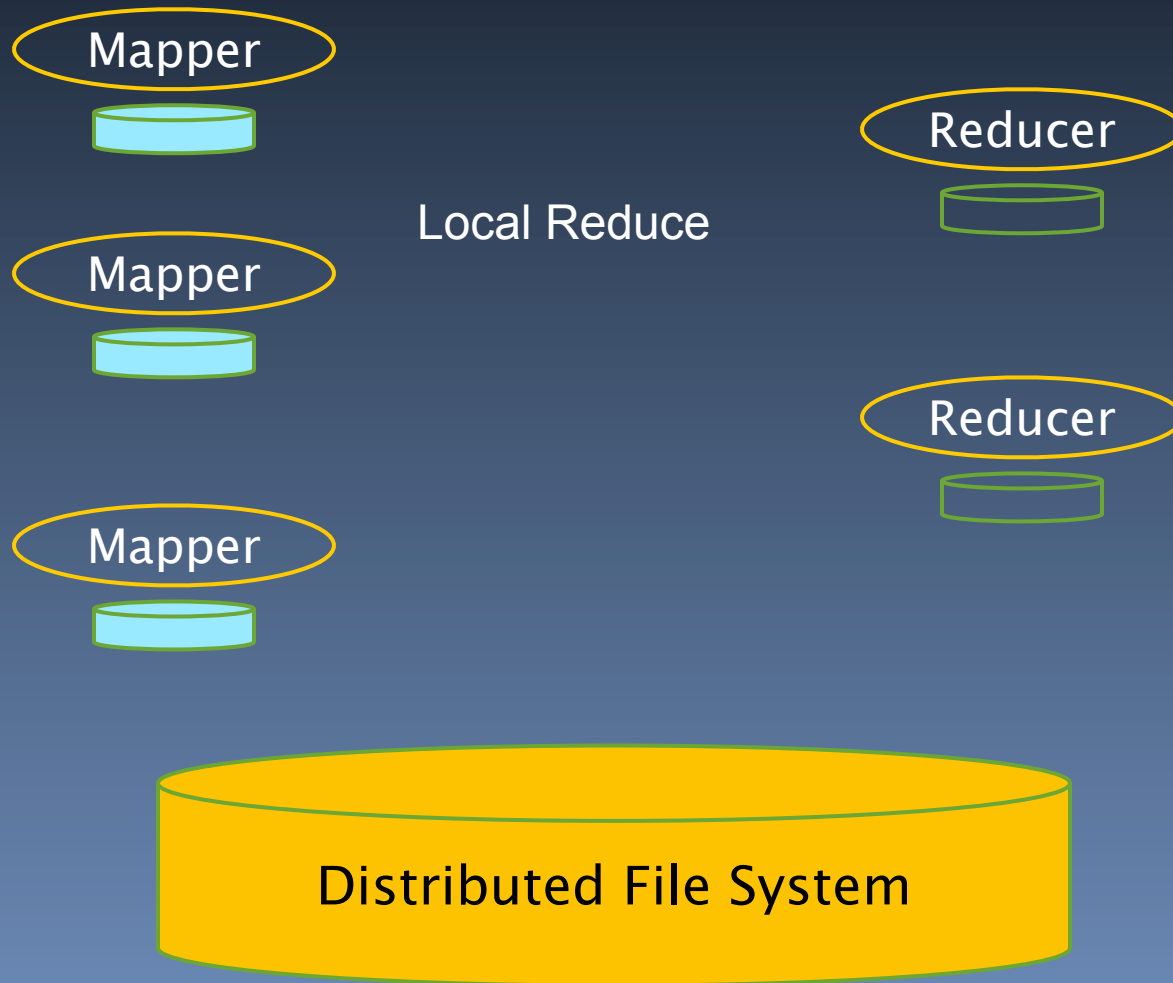 Mapper
Reducer
Local Reduce
Mapper
Reducer
Mapper
Distributed File System